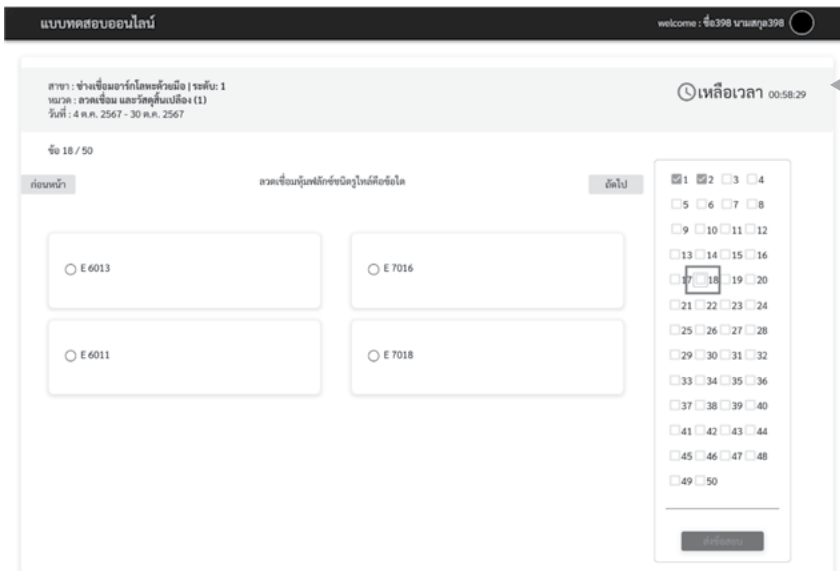 แบบทดสอบออนไลน์
welcome : ชื่อ398 นามสกุล398
สาขา : ช่างเชื่อมอาร์กโลหะด้วยมือ | ระดับ: 1
หมวด : ลวดเชื่อม และวัสดุสิ้นเปลือง (1)
วันที่ : 4 ต.ค. 2567 - 30 ต.ค. 2567
เหลือเวลา 00:58:29
ข้อ 18 / 50
ก่อนหน้า
ลวดเชื่อมหุ้มฟลักซ์ชนิดรูไทล์คือข้อใด
ถัดไป
E 6013
E 7016
E 6011
E 7018
1 2 3 4
5 6 7 8
9 10 11 12
13 14 15 16
17 18 19 20
21 22 23 24
25 26 27 28
29 30 31 32
33 34 35 36
37 38 39 40
41 42 43 44
45 46 47 48
49 50
ส่งข้อสอบ